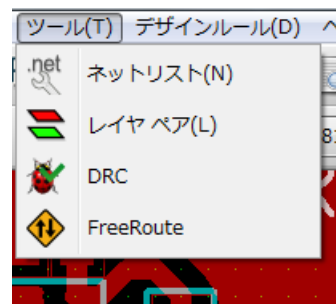 ツール(T) デザインルール(D)
.net
ネットリスト(N)
レイヤ ペア(L)
DRC
FreeRoute